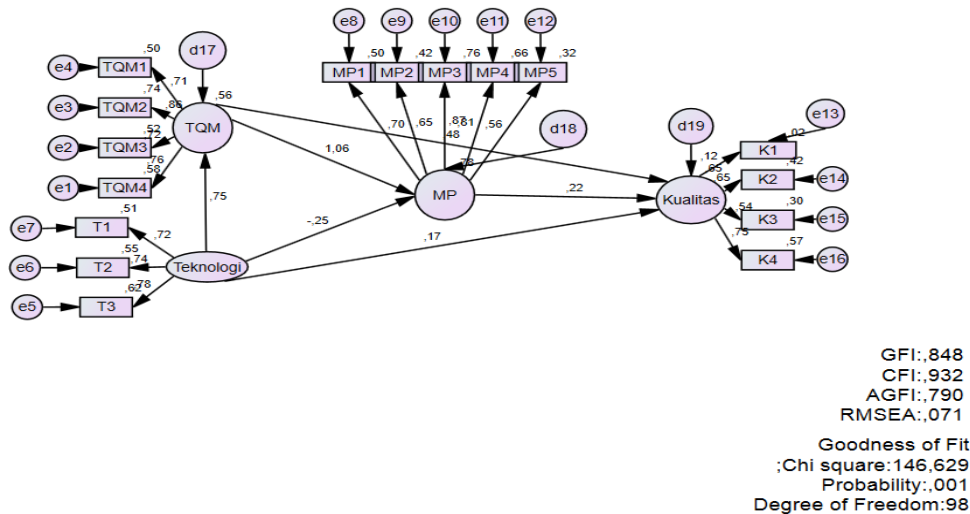 e8
e9
e10
e11
e12
,50
,42
,76
,66
,32
MP1
MP2
MP3
MP4
MP5
d17
,50
e4
TQM1
,71
,74
e3
TQM2
,86
,56
TQM
,52
e2
TQM3
,76
,58
e1
TQM4
,70
,65
,87
,48
,81
,56
d18
d19
e13
,02
K1
,12
,42
,65
K2
e14
,65
1,06
,78
MP
,22
Kualitas
,30
,54
K3
e15
,75
,57
K4
e16
,75
,51
e7
T1
,72
-,25
,17
,55
e6
T2
,74
Teknologi
,62
,78
e5
T3
GFI:,848
CFI:,932
AGFI:,790
RMSEA:,071
Goodness of Fit
;Chi square:146,629
Probability:,001
Degree of Freedom:98